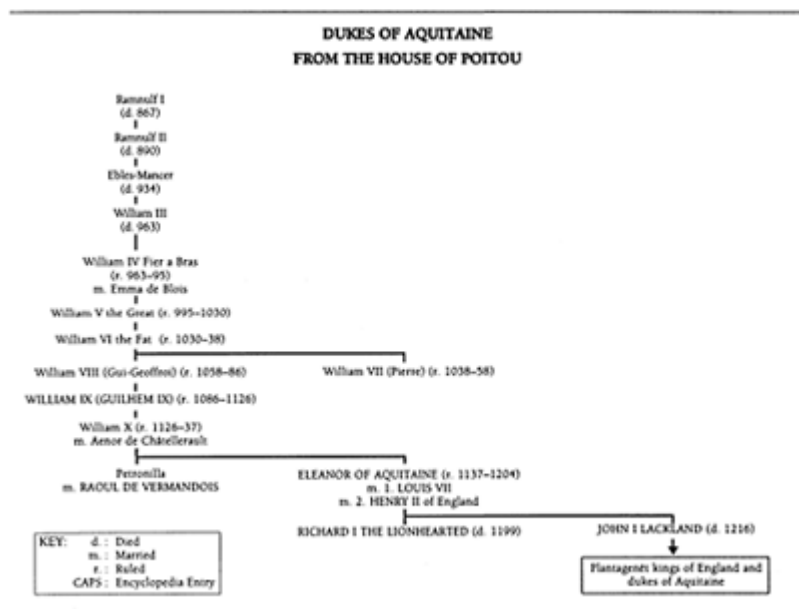 DUKES OF AQUITAINE
FROM THE HOUSE OF POITOU
Ramnulf I
(d. 867)
Ramnulf II
(d. 890)
Ebles-Mancer
(d. 934)
William III
(d. 963)
William IV Fier a Bras
(r. 963–95)
m. Emma de Blois
William V the Great (r. 995–1030)
William VI the Fat (r. 1030–38)
William VIII (Gui-Geoffroi) (r. 1058–86)
William VII (Pierre) (r. 1038–58)
WILLIAM IX (GUILHEM IX) (r. 1086–1126)
William X (r. 1126–37)
m. Aenor de Châtellerault
Petronilla
m. RAOUL DE VERMANDOIS
ELEANOR OF AQUITAINE (r. 1137–1204)
m. 1. LOUIS VII
m. 2. HENRY II of England
RICHARD I THE LIONHEARTED (d. 1199)
JOHN I LACKLAND (d. 1216)
Plantagenêt kings of England and
dukes of Aquitaine
KEY: d. : Died
m. : Married
r. : Ruled
CAPS : Encyclopedia Entry